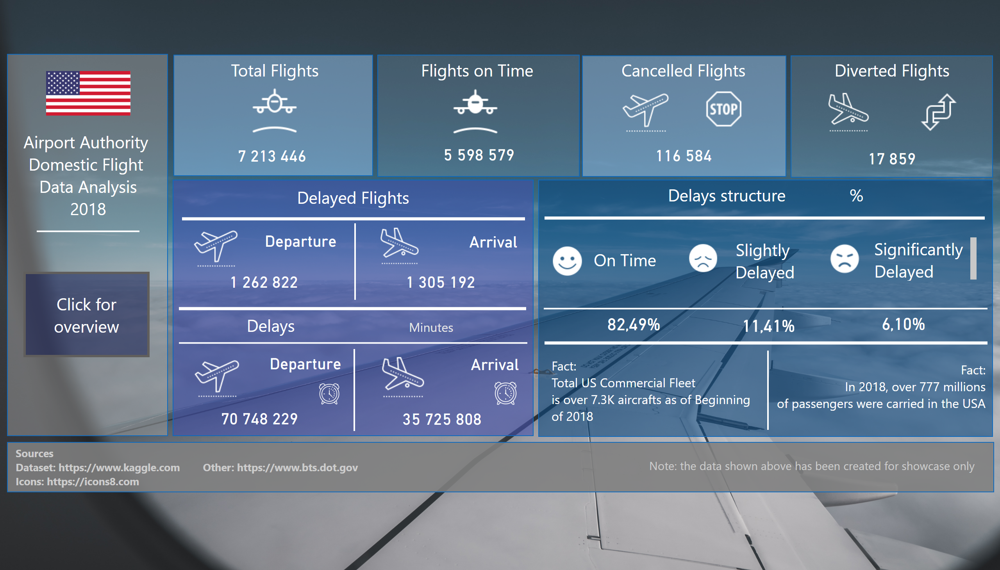 Airport Authority
Domestic Flight
Data Analysis
2018
Click for
overview
Total Flights
7 213 446
Flights on Time
5 598 579
Cancelled Flights
STOP
116 584
Diverted Flights
17 859
Delayed Flights
Departure
1 262 822
Arrival
1 305 192
Delays
Minutes
Departure
70 748 229
Arrival
35 725 808
Delays structure %
On Time
Slightly
Delayed
Significantly
Delayed
82,49%
11,41%
6,10%
Fact:
Total US Commercial Fleet
is over 7.3K aircrafts as of Beginning
of 2018
Fact:
In 2018, over 777 millions
of passengers were carried in the USA
Sources
Dataset: https://www.kaggle.com Other: https://www.bts.dot.gov
Icons: https://icons8.com
Note: the data shown above has been created for showcase only